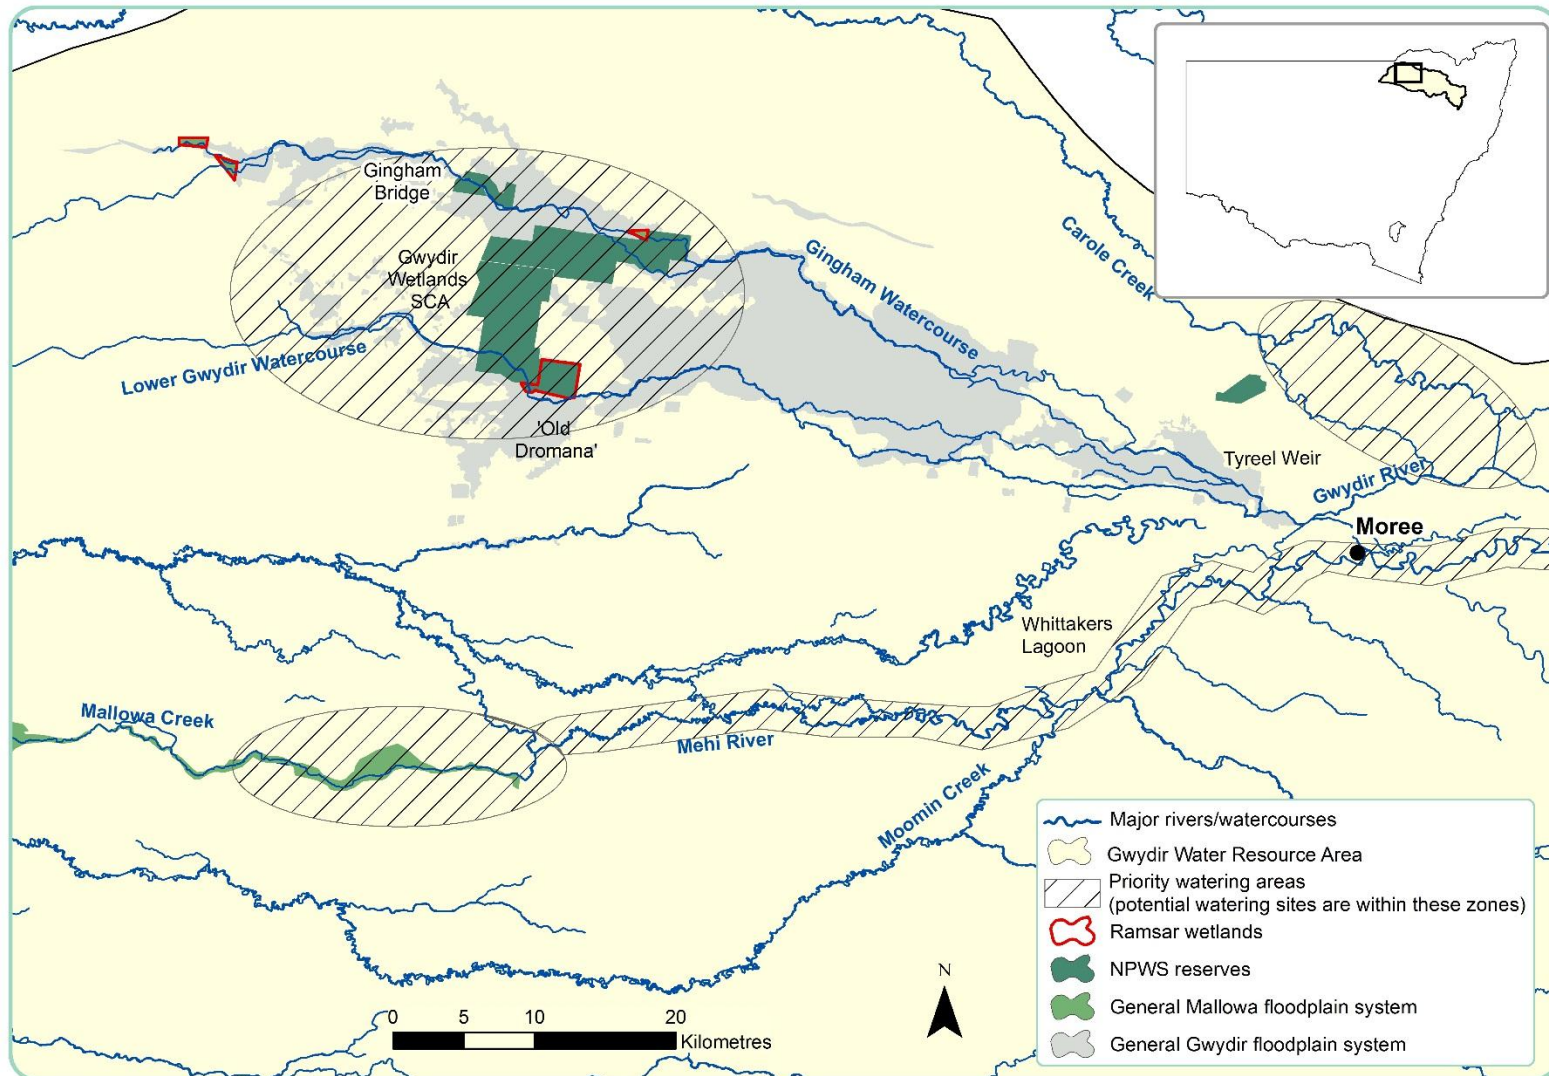 Gingham
Bridge
Gwydir
Wetlands
SCA
Lower Gwydir Watercourse
'Old
Dromana'
Gingham Watercourse
Carole Creek
Tyreel Weir
Gwydir River
Moree
Whittakers
Lagoon
Mallowa Creek
Mehi River
Moomin Creek
Major rivers/watercourses
Gwydir Water Resource Area
Priority watering areas
(potential watering sites are within these zones)
Ramsar wetlands
NPWS reserves
General Mallowa floodplain system
General Gwydir floodplain system
N
0 5 10 20
Kilometres